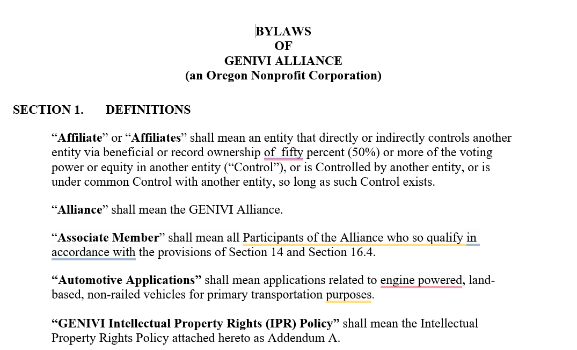 BYLAWS
OF
GENIVI ALLIANCE
(an Oregon Nonprofit Corporation)
SECTION 1. DEFINITIONS
“Affiliate” or “Affiliates” shall mean an entity that directly or indirectly controls another
entity via beneficial or record ownership of  fifty percent (50%) or more of the voting
power or equity in another entity (“Control”), or is Controlled by another entity, or is
under common Control with another entity, so long as such Control exists.
“Alliance” shall mean the GENIVI Alliance.
“Associate Member” shall mean all Participants of the Alliance who so qualify in
accordance with the provisions of Section 14 and Section 16.4.
“Automotive Applications” shall mean applications related to engine powered, land-
based, non-railed vehicles for primary transportation purposes.
“GENIVI Intellectual Property Rights (IPR) Policy” shall mean the Intellectual
Property Rights Policy attached hereto as Addendum A.